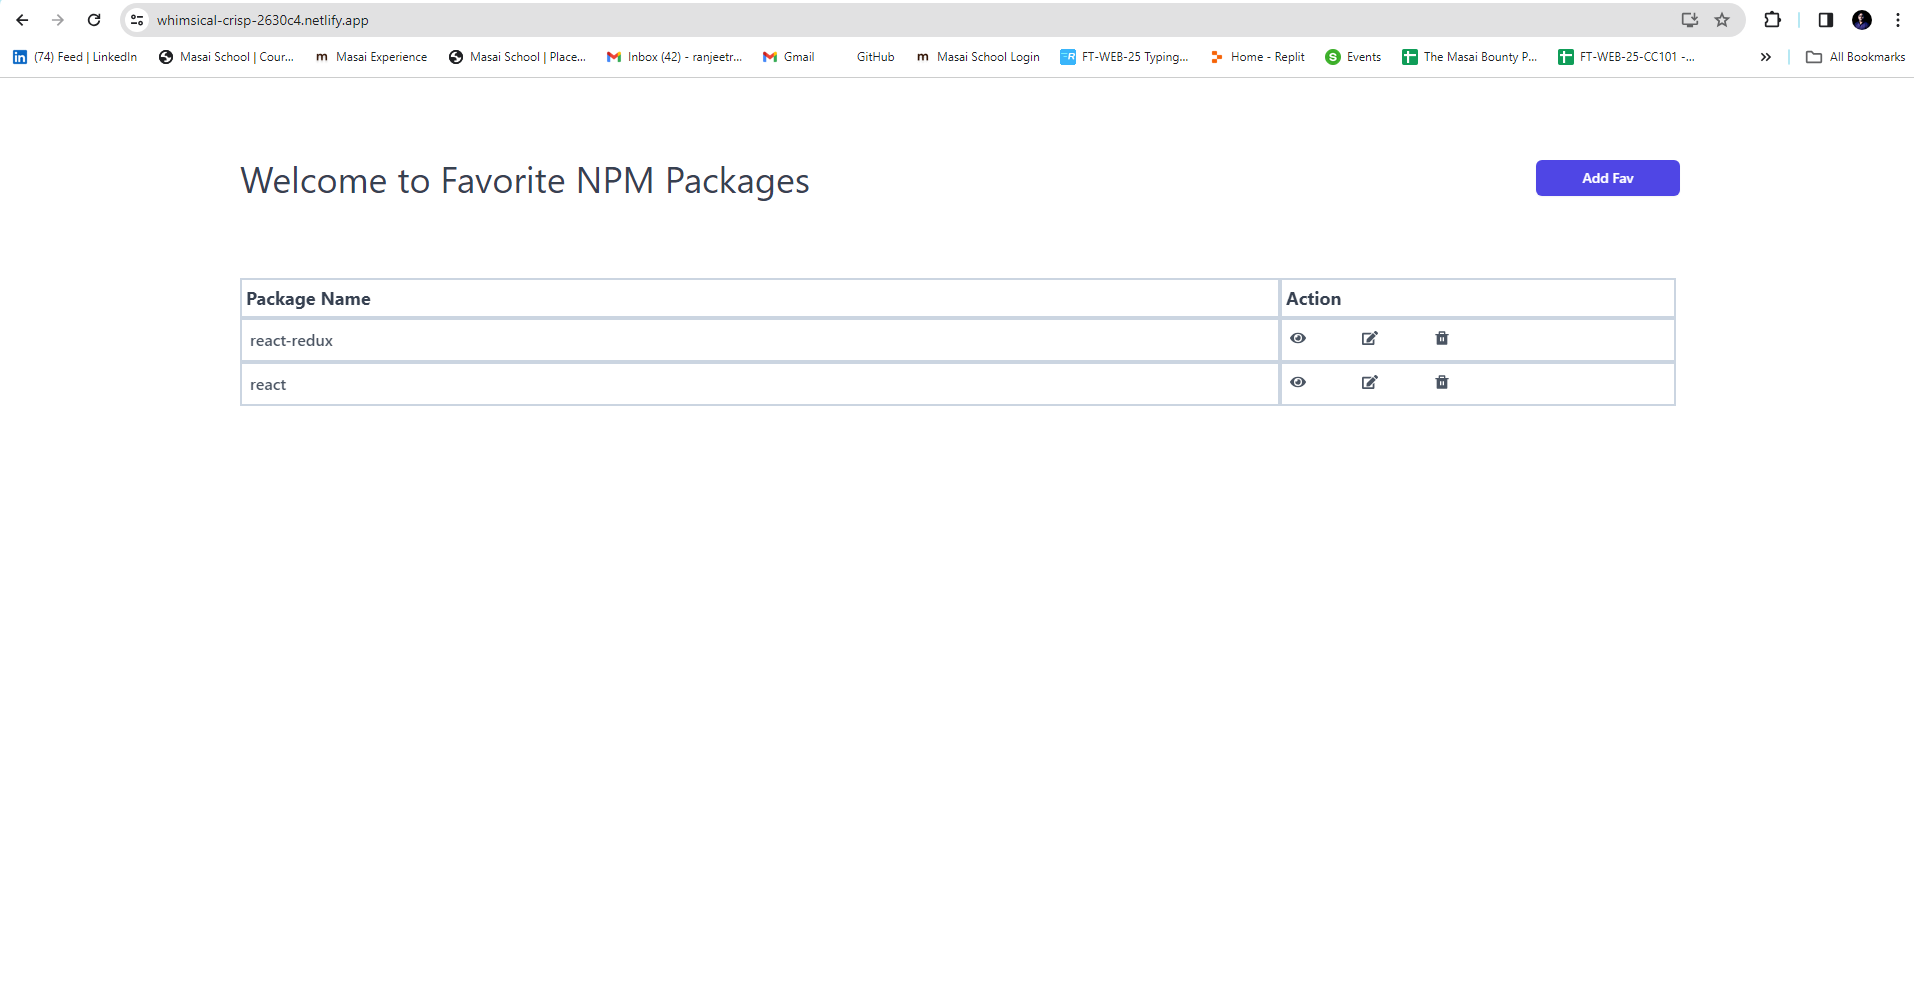 whimsical-crisp-2630c4.netlify.app
(74) Feed | LinkedIn Masai School | Cour... Masai Experience Masai School | Place... Inbox (42) - ranjeetr... Gmail GitHub Masai School Login FT-WEB-25 Typing... Home - Replit Events The Masai Bounty P... FT-WEB-25-CC101 -... All Bookmarks
Welcome to Favorite NPM Packages Add Fav
Package Name Action
react-redux
react